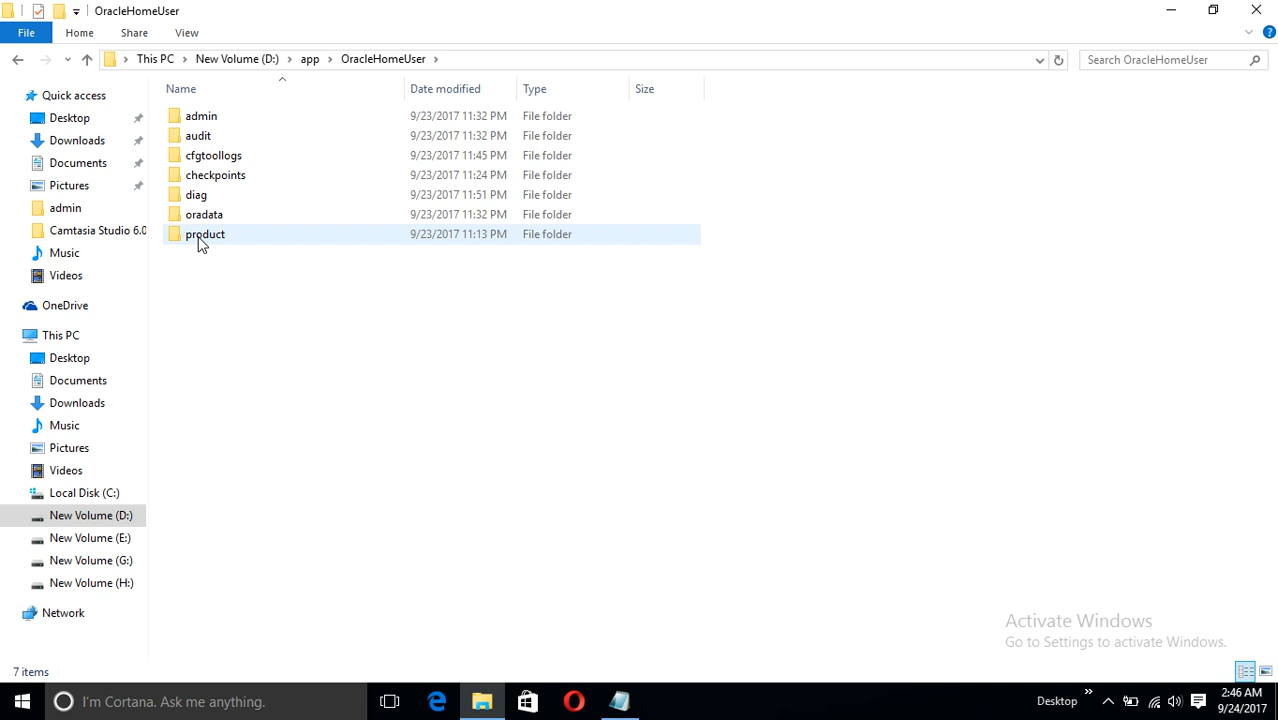 OracleHomeUser
File Home Share View
This PC New Volume (D:) app OracleHomeUser Search OracleHomeUser
Name Date modified Type Size
Quick access
Desktop
Downloads
Documents
Pictures
admin
Camtasia Studio 6.0
Music
Videos
OneDrive
This PC
Desktop
Documents
Downloads
Music
Pictures
Videos
Local Disk (C:)
New Volume (D:)
New Volume (E:)
New Volume (G:)
New Volume (H:)
Network
admin 9/23/2017 11:32 PM File folder
audit 9/23/2017 11:32 PM File folder
cfgtoollogs 9/23/2017 11:45 PM File folder
checkpoints 9/23/2017 11:24 PM File folder
diag 9/23/2017 11:51 PM File folder
oradata 9/23/2017 11:32 PM File folder
product 9/23/2017 11:13 PM File folder
Activate Windows
Go to Settings to activate Windows.
7 items
I'm Cortana. Ask me anything.
Desktop
2:46 AM
9/24/2017